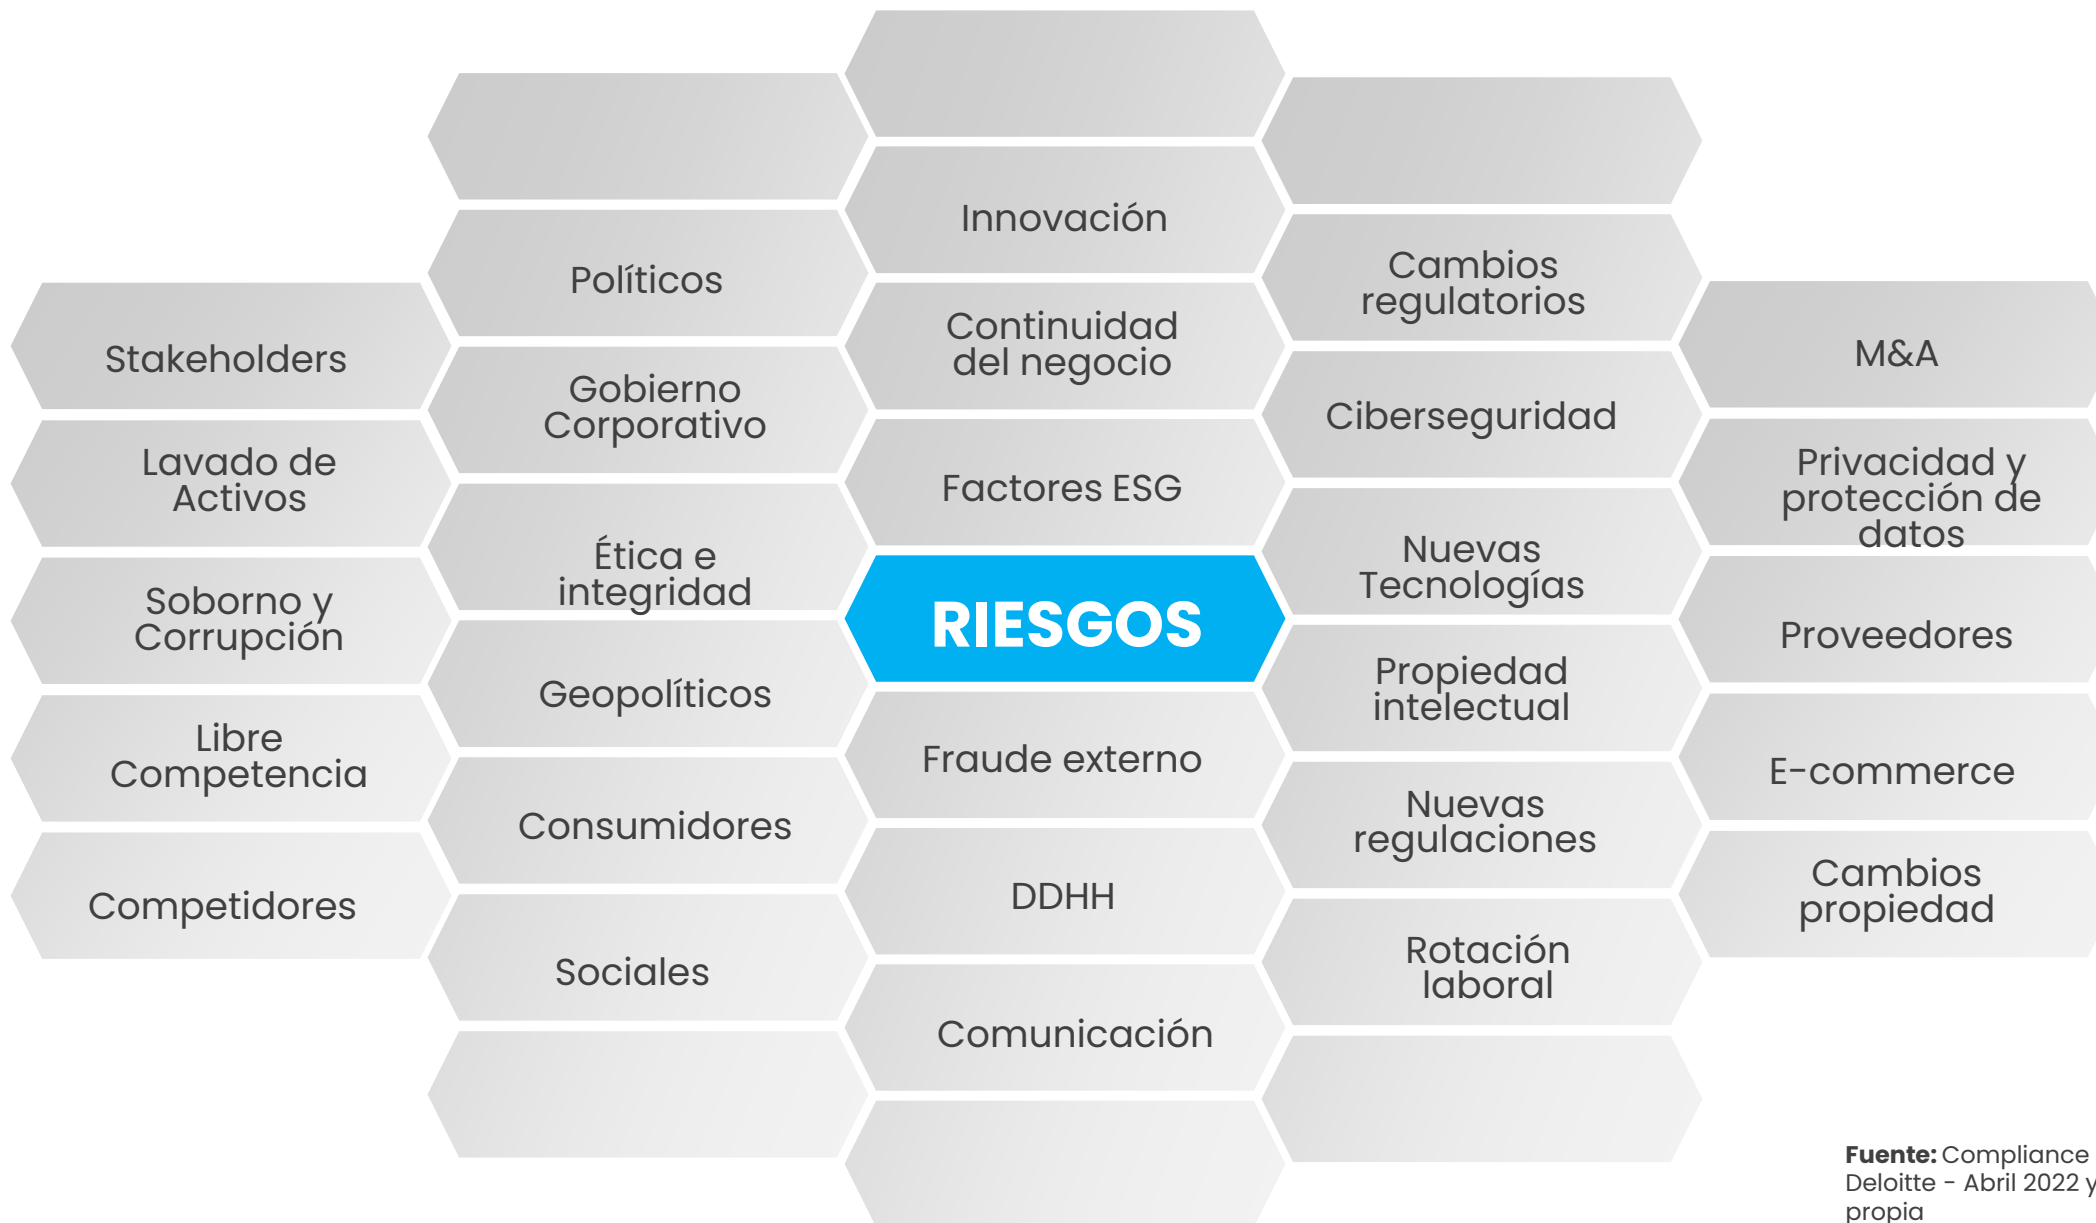 Stakeholders
Lavado de
Activos
Soborno y
Corrupción
Libre
Competencia
Competidores
Políticos
Gobierno
Corporativo
Ética e
integridad
Geopolíticos
Consumidores
Sociales
Innovación
Continuidad
del negocio
Factores ESG
RIESGOS
Fraude externo
DDHH
Comunicación
Cambios
regulatorios
Ciberseguridad
Nuevas
Tecnologías
Propiedad
intelectual
Nuevas
regulaciones
Rotación
laboral
M&A
Privacidad y
protección de
datos
Proveedores
E-commerce
Cambios
propiedad
Fuente: Compliance
Deloitte - Abril 2022 y
propia